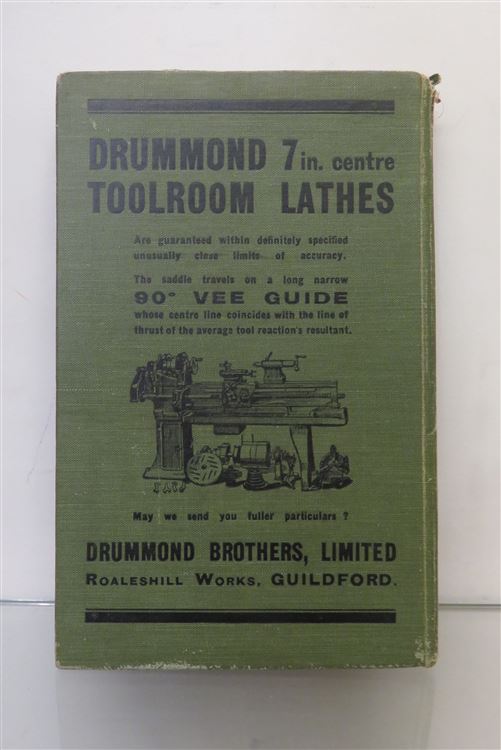 DRUMMOND 7 in. centre
TOOLROOM LATHES
Are guaranteed within definitely specified
unusually close limits of accuracy.
The saddle travels on a long narrow
90° VEE GUIDE
whose centre line coincides with the line of
thrust of the average tool reaction's resultant.
May we send you fuller particulars ?
DRUMMOND BROTHERS, LIMITED
ROALESHILL WORKS, GUILDFORD.